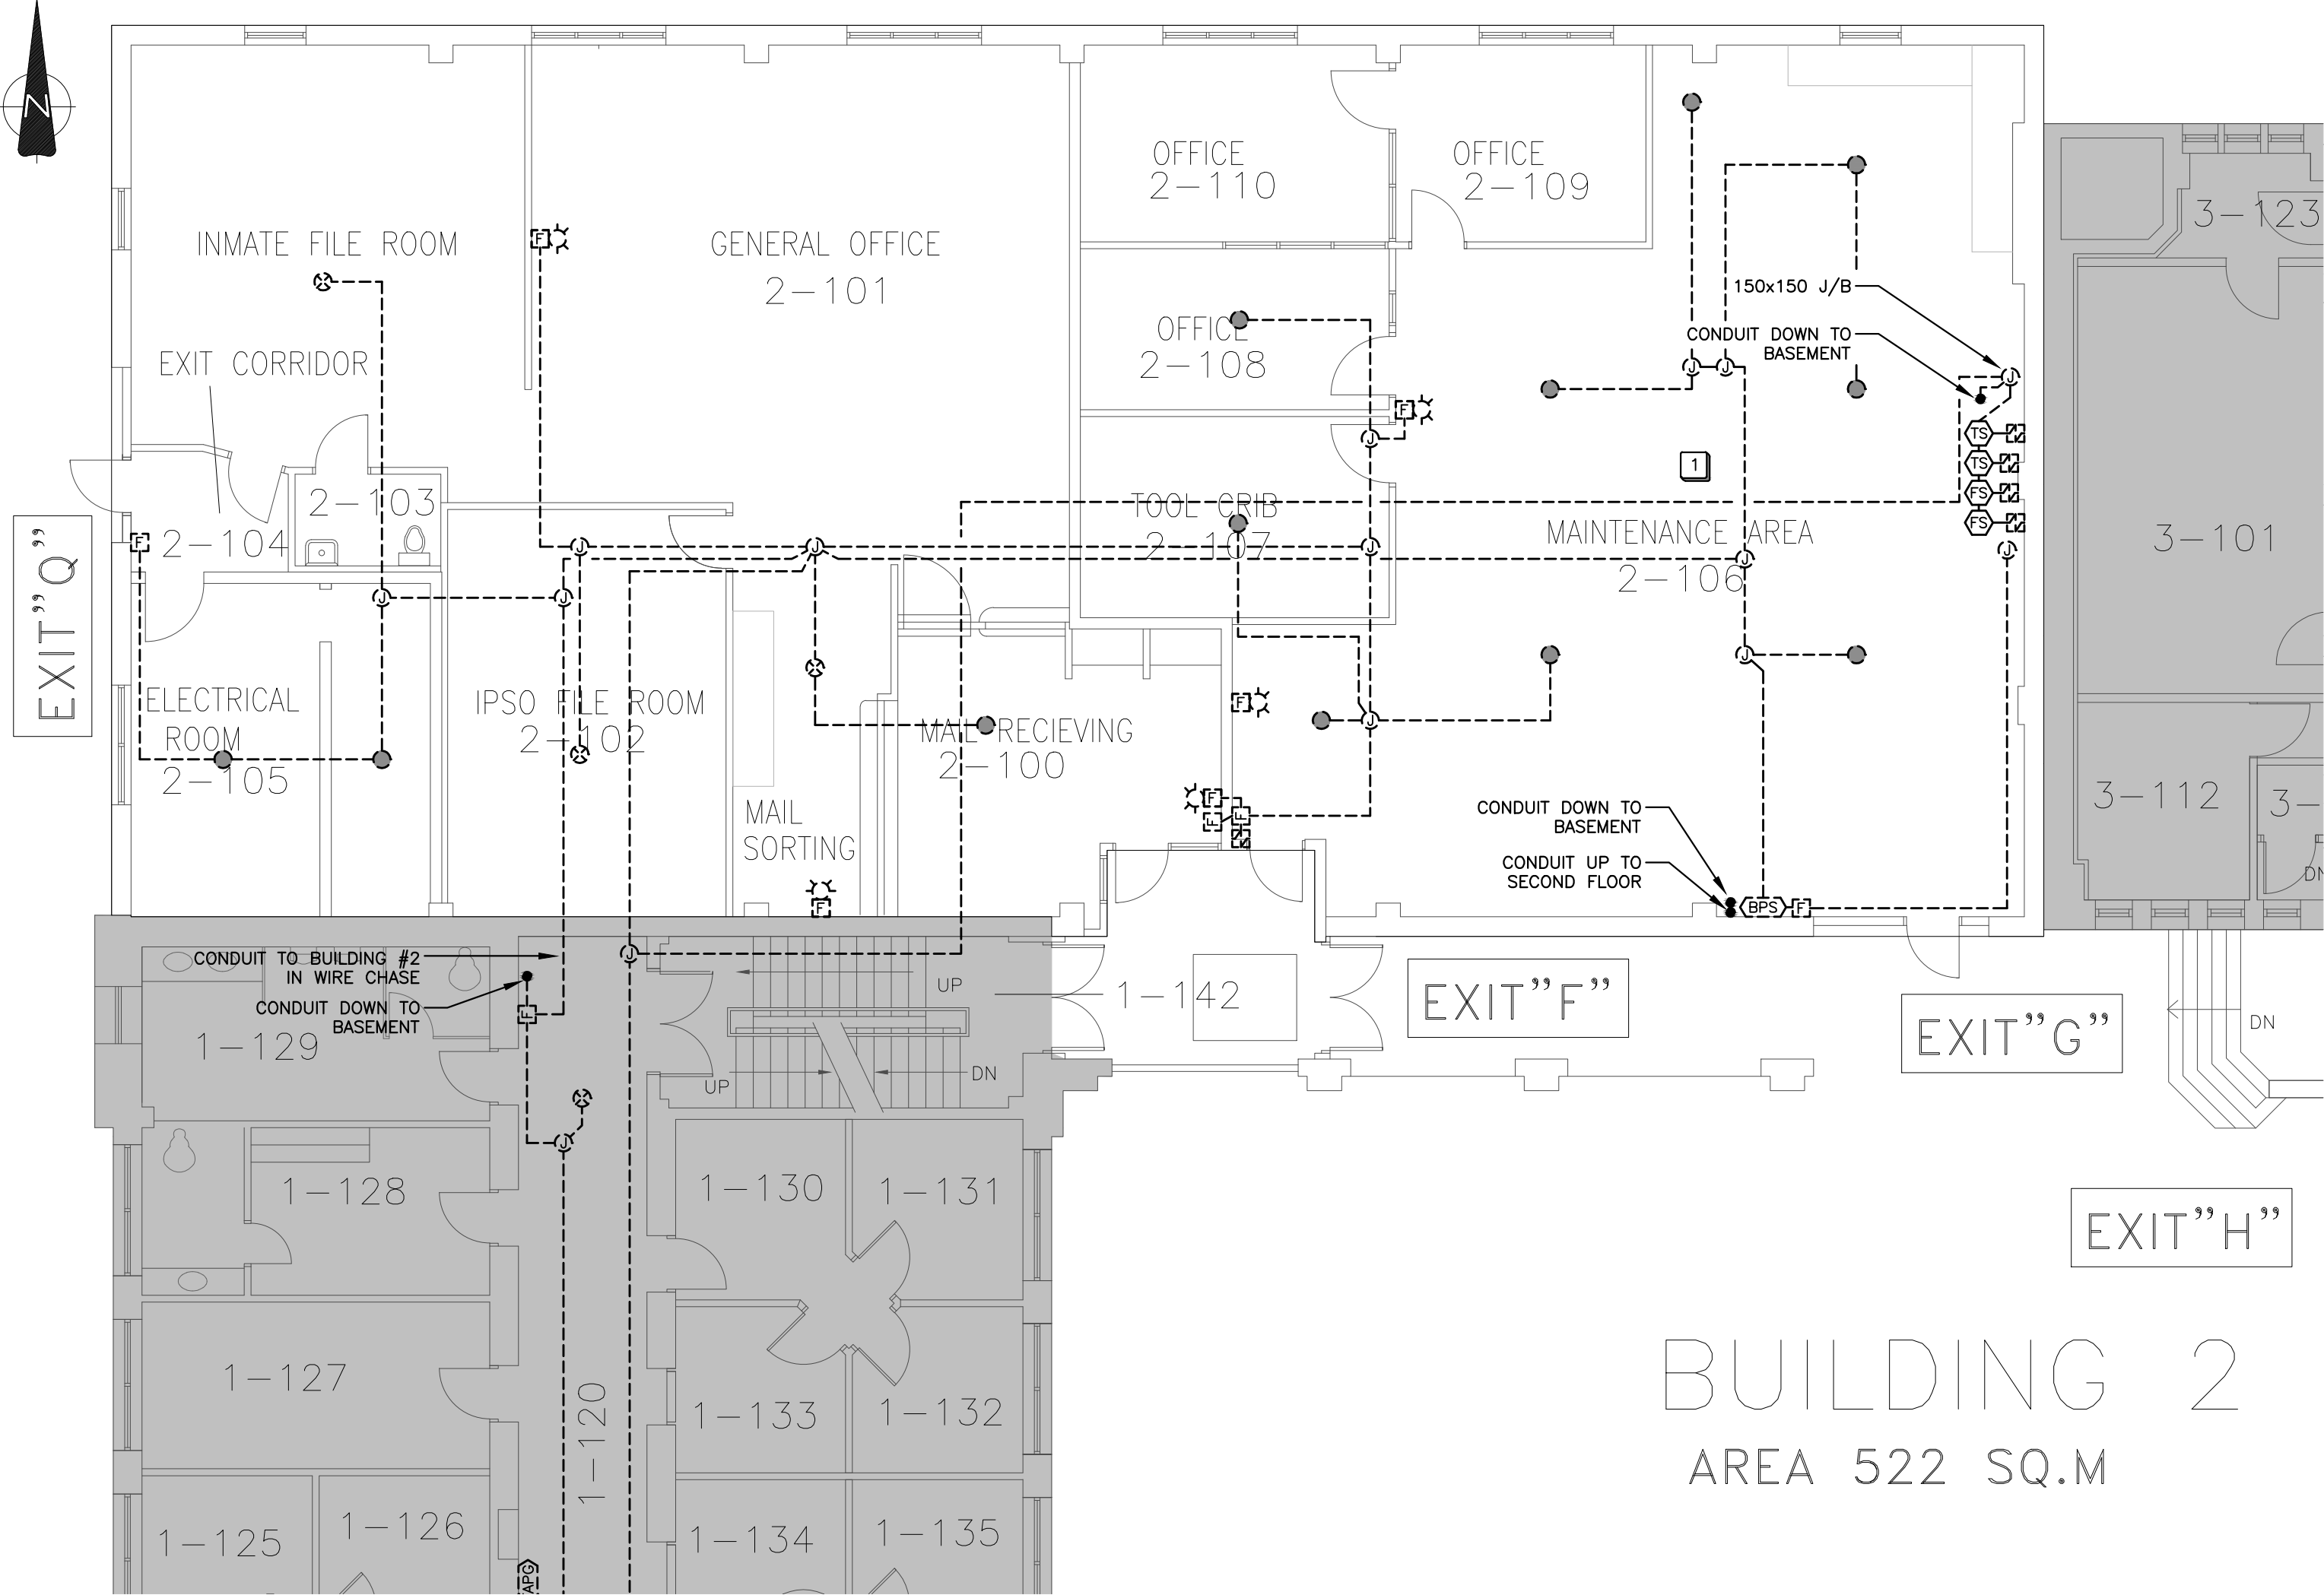 N
OFFICE
2-110
OFFICE
2-109
3-123
INMATE FILE ROOM
F
GENERAL OFFICE
2-101
150x150 J/B
OFFICE
2-108
CONDUIT DOWN TO
BASEMENT
EXIT CORRIDOR
J
J
J
F
J
TS
TS
FS
FS
1
2-103
TOOL CRIB
2-107
MAINTENANCE AREA
2-106
3-101
F
2-104
EXIT"Q"
J
J
J
J
J
J
J
J
J
ELECTRICAL
ROOM
2-105
IPSO FILE ROOM
2-102
MAIL RECIEVING
2-100
F
J
MAIL
SORTING
F
F
F
CONDUIT DOWN TO
BASEMENT
CONDUIT UP TO
SECOND FLOOR
BPS
F
F
3-112
3-
DN
CONDUIT TO BUILDING #2
IN WIRE CHASE
CONDUIT DOWN TO
BASEMENT
F
J
UP
UP
DN
1-142
EXIT"F"
EXIT"G"
DN
1-129
J
1-128
1-130
1-131
EXIT"H"
1-127
1-120
1-133
1-132
BUILDING 2
AREA 522 SQ.M
1-125
1-126
1-134
1-135
APG